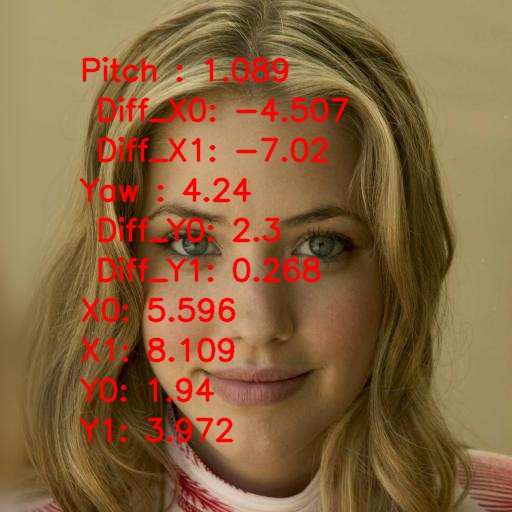 Pitch : 1.089
Diff_X0: -4.507
Diff_X1: -7.02
Yaw : 4.24
Diff_Y0: 2.3
Diff_Y1: 0.268
X0: 5.596
X1: 8.109
Y0: 1.94
Y1: 3.972